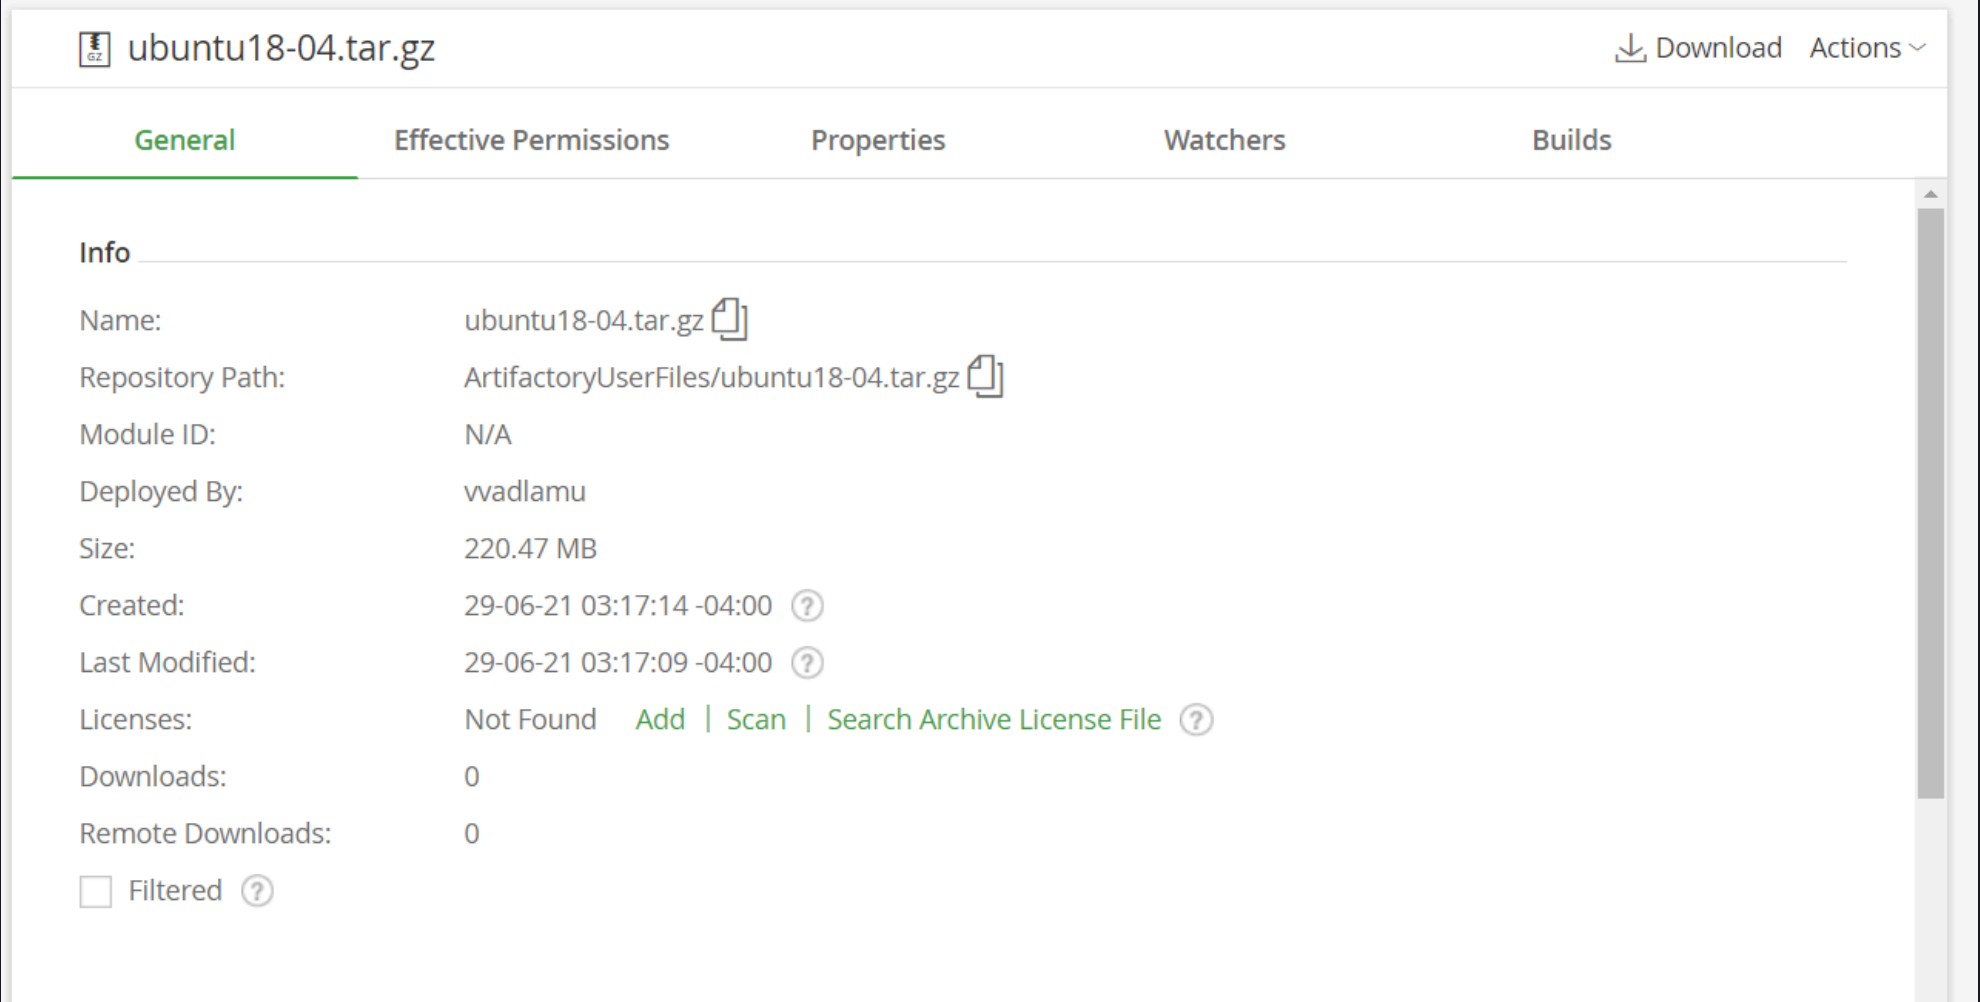 GZ ubuntu18-04.tar.gz Download Actions
General Effective Permissions Properties Watchers Builds
Info
Name: ubuntu18-04.tar.gz
Repository Path: ArtifactoryUserFiles/ubuntu18-04.tar.gz
Module ID: N/A
Deployed By: vvadlamu
Size: 220.47 MB
Created: 29-06-21 03:17:14 -04:00 ?
Last Modified: 29-06-21 03:17:09 -04:00 ?
Licenses: Not Found Add | Scan | Search Archive License File ?
Downloads: 0
Remote Downloads: 0
Filtered ?